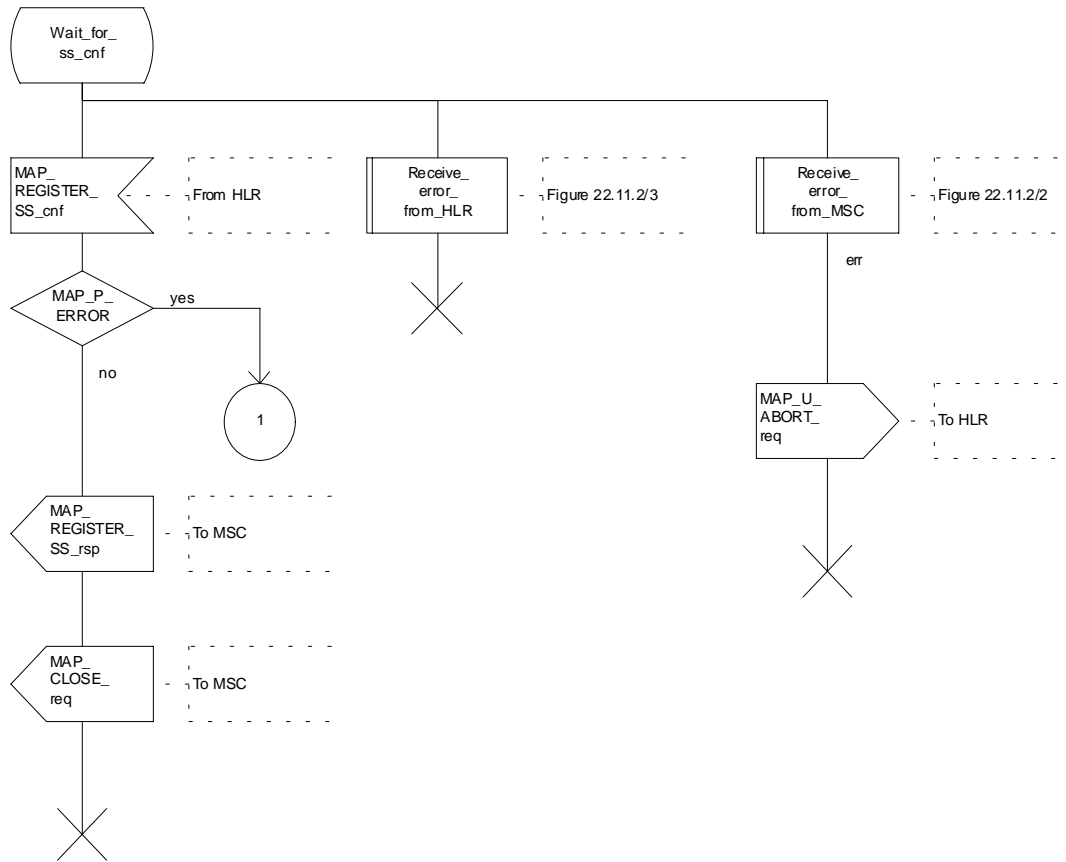 Wait_for_
ss_cnf
MAP_
REGISTER_
SS_cnf
From HLR
Receive_
error_
from_HLR
Figure 22.11.2/3
Receive_
error_
from_MSC
Figure 22.11.2/2
err
MAP_P_
ERROR
yes
no
1
MAP_U_
ABORT_
req
To HLR
MAP_
REGISTER_
SS_rsp
To MSC
MAP_
CLOSE_
req
To MSC